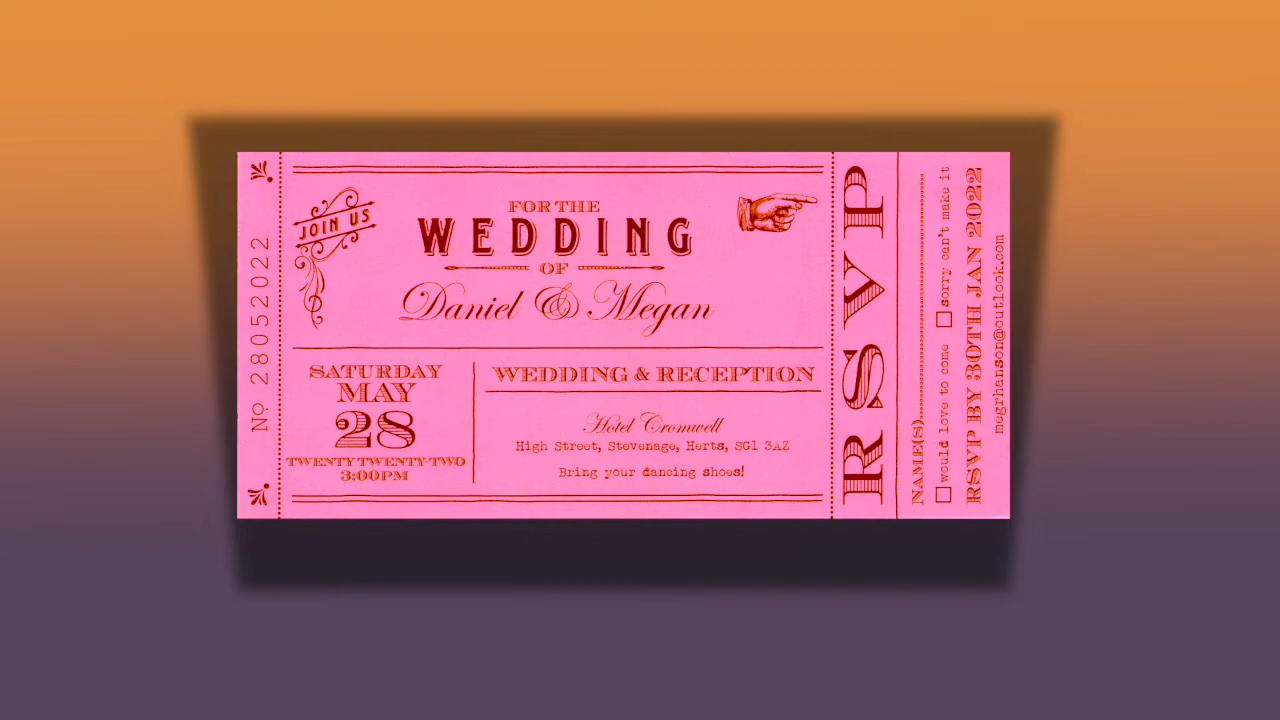 No. 28052022
JOIN US
FOR THE
WEDDING
OF
Daniel & Megan
SATURDAY
MAY
28
TWENTY TWENTY-TWO
3:00PM
WEDDING & RECEPTION
Hotel Cromwell
High Street, Stevenage, Herts, SG1 3AZ
Bring your dancing shoes!
RSVP
NAME(S)
would love to come sorry can't make it
RSVP BY 30TH JAN 2022
megrhanson@outlook.com